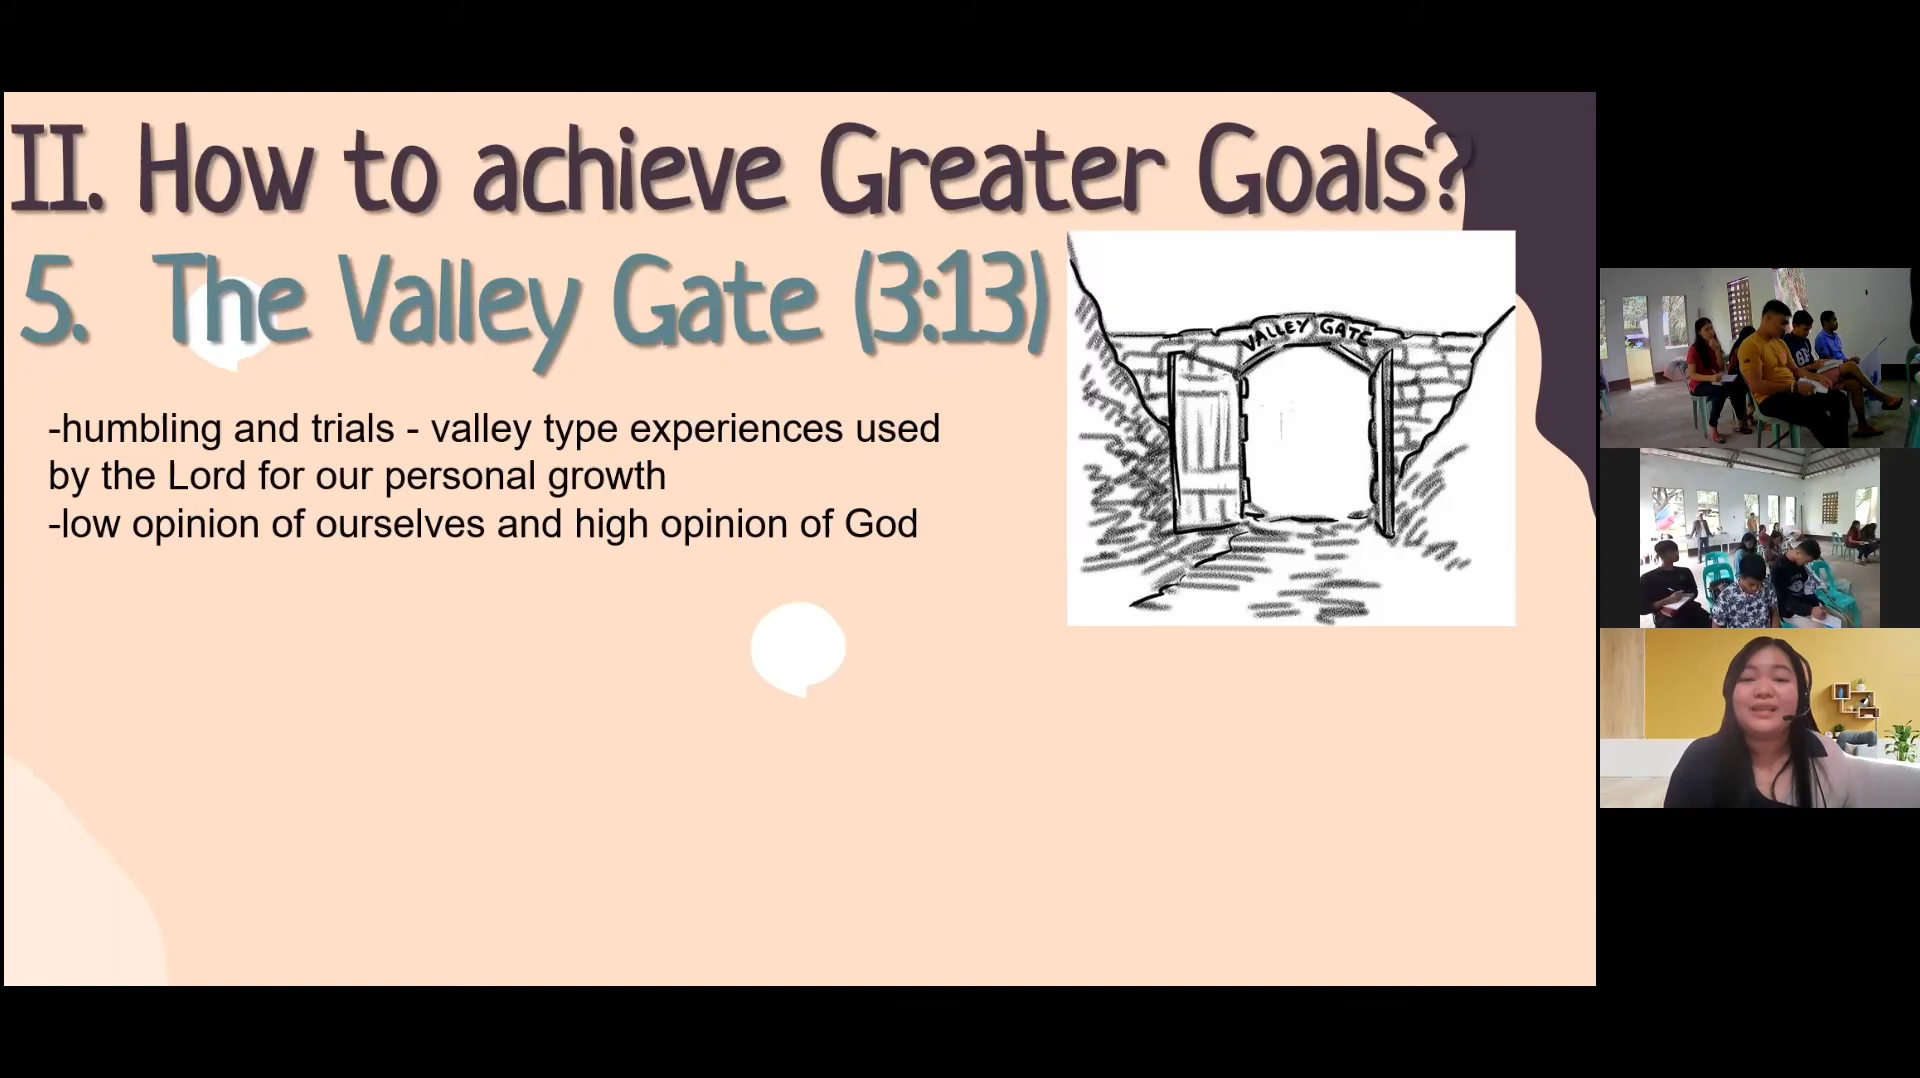 II. How to achieve Greater Goals?
5. The Valley Gate (3:13)
VALLEY GATE
-humbling and trials - valley type experiences used
by the Lord for our personal growth
-low opinion of ourselves and high opinion of God